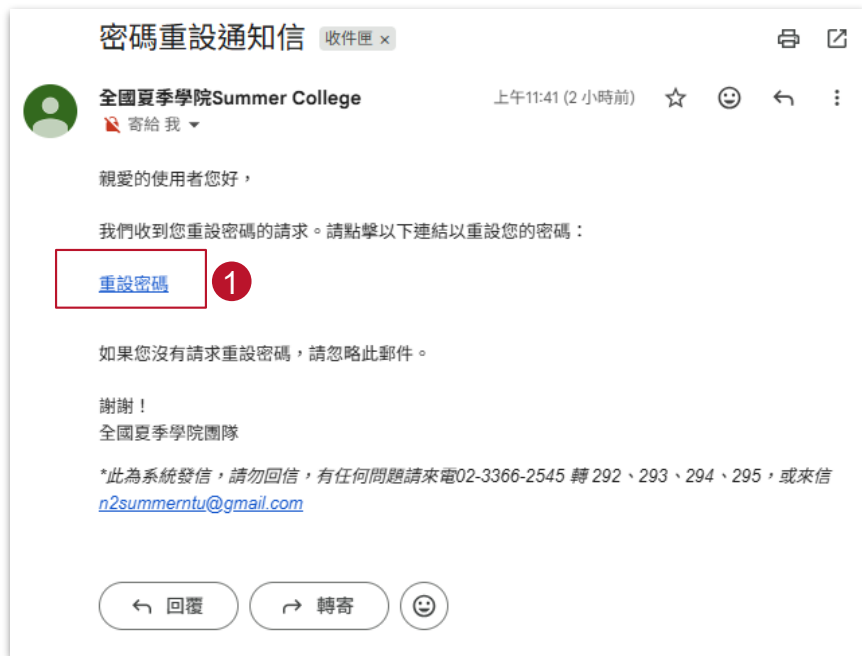 密碼重設通知信 收件匣 ×
全國夏季學院Summer College 上午11:41 (2 小時前)
寄給 我
親愛的使用者您好，
我們收到您重設密碼的請求。請點擊以下連結以重設您的密碼：
重設密碼 1
如果您沒有請求重設密碼，請忽略此郵件。
謝謝！
全國夏季學院團隊
*此為系統發信，請勿回信，有任何問題請來電02-3366-2545 轉 292、293、294、295，或來信
n2summerntu@gmail.com
回覆 轉寄